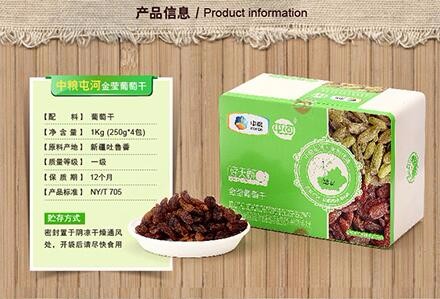 产品信息 / Product information
中粮屯河金莹葡萄干
【配　　料】 葡萄干
【净 含 量】 1Kg (250g*4包)
【原料产地】 新疆吐鲁番
【质量等级】 一级
【保 质 期】 12个月
【产品标准】 NY/T 705
贮存方式
密封置于阴凉干燥通风
处，开袋后请尽快食用
中粮
COFCO
屯河
金莹葡萄干